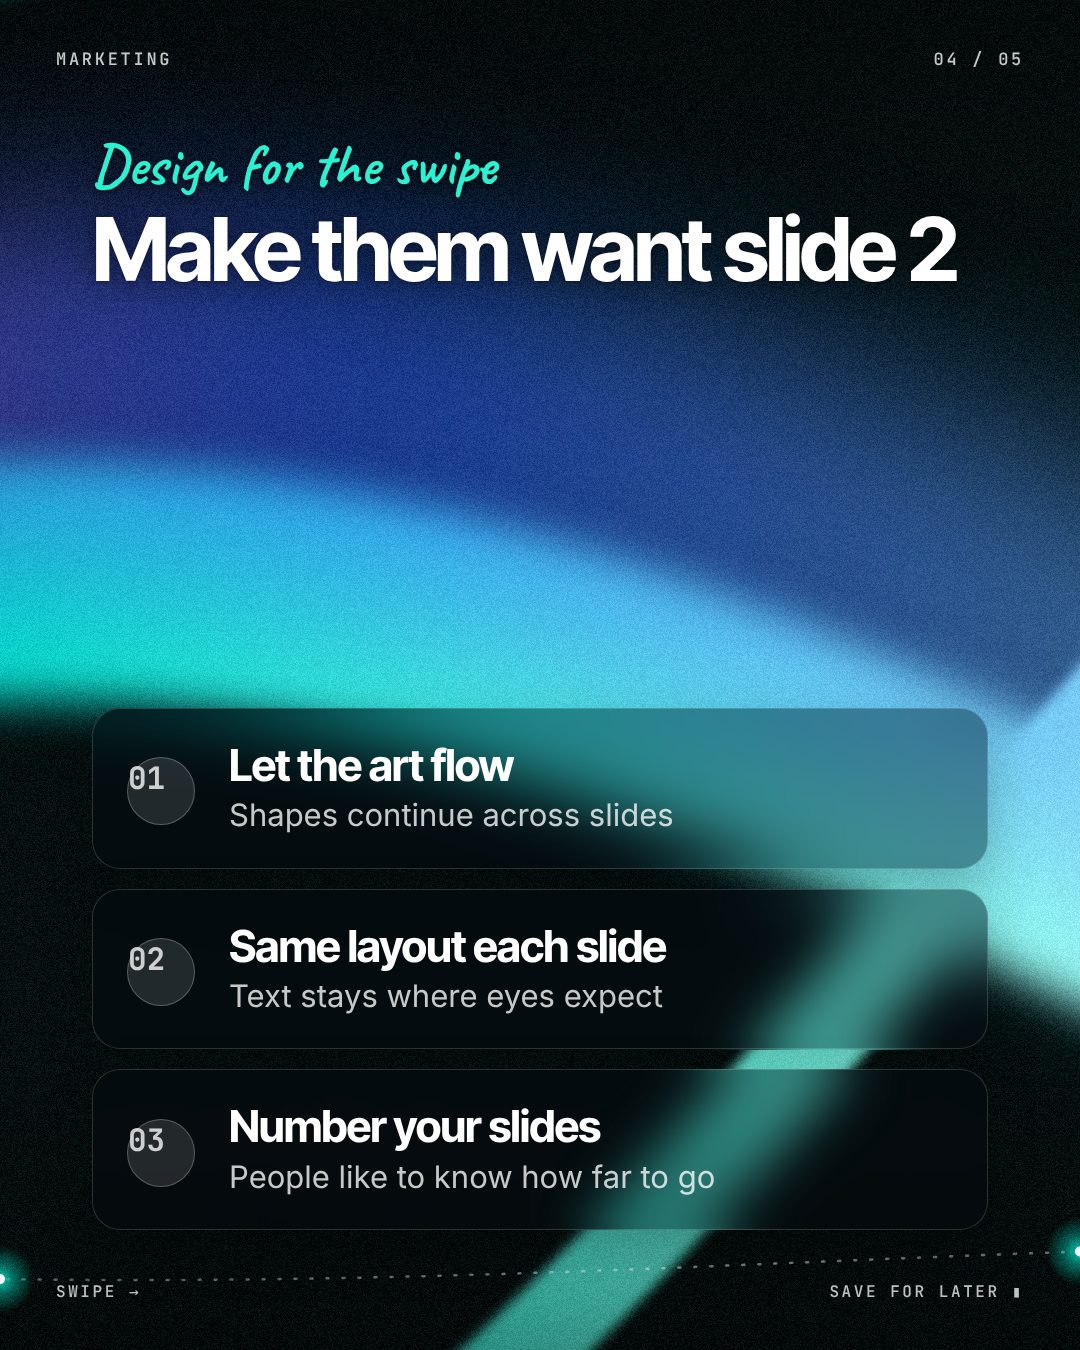 MARKETING
04 / 05
Design for the swipe
Make them want slide 2
01
Let the art flow
Shapes continue across slides
02
Same layout each slide
Text stays where eyes expect
03
Number your slides
People like to know how far to go
SWIPE →
SAVE FOR LATER ▮